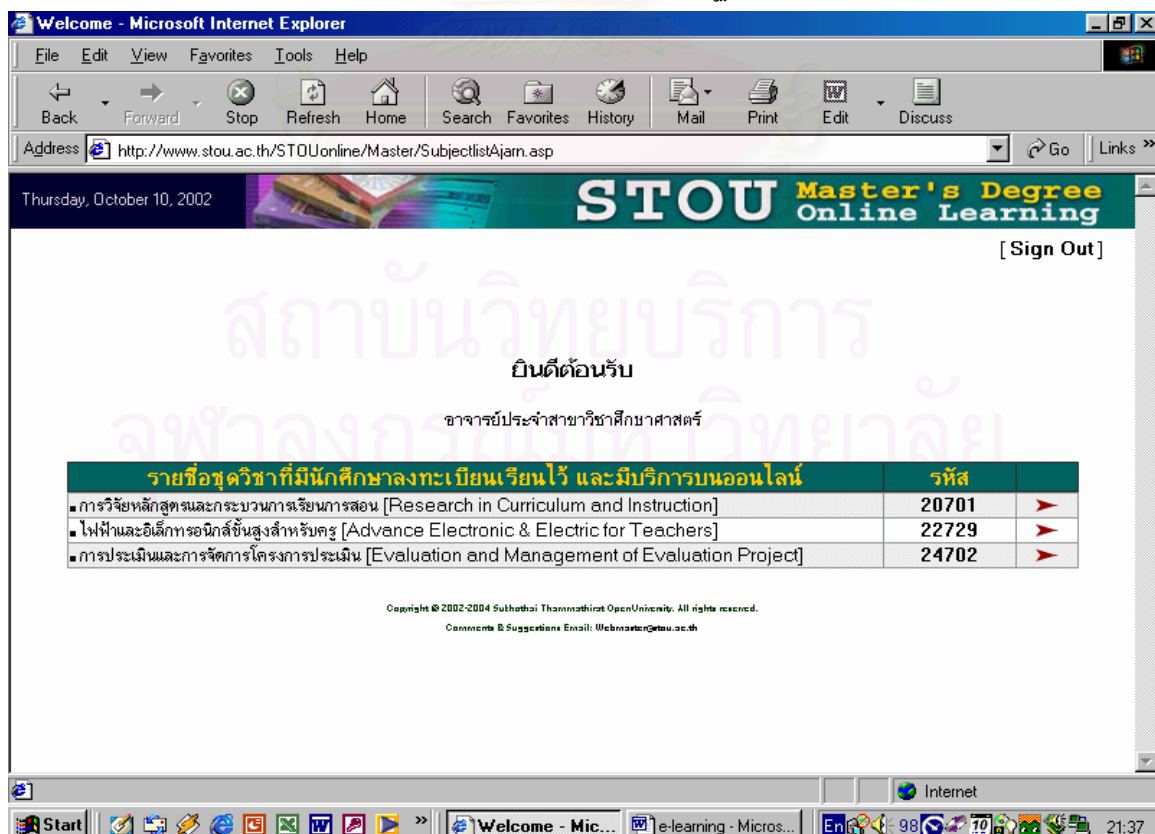 Welcome - Microsoft Internet Explorer
File Edit View Favorites Tools Help
Back Forward Stop Refresh Home Search Favorites History Mail Print Edit Discuss
Address http://www.stou.ac.th/STOUonline/Master/SubjectlistAjarn.asp Go Links »
Thursday, October 10, 2002 STOU Master's Degree
Online Learning
[ Sign Out ]
สถาบันวิทยบริการ
ยินดีต้อนรับ
อาจารย์ประจำสาขาวิชาศึกษาศาสตร์
จุฬาลงกรณ์มหาวิทยาลัย
รายชื่อชุดวิชาที่มีนักศึกษาลงทะเบียนเรียนไว้ และมีบริการบนออนไลน์ รหัส
การวิจัยหลักสูตรและกระบวนการเรียนการสอน [Research in Curriculum and Instruction] 20701
ไฟฟ้าและอิเล็กทรอนิกส์ขั้นสูงสำหรับครู [Advance Electronic & Electric for Teachers] 22729
การประเมินและการจัดการโครงการประเมิน [Evaluation and Management of Evaluation Project] 24702
Copyright © 2002-2004 Sukhothai Thammathirat OpenUniversity. All rights reserved.
Comments & Suggestions Email: Webmaster@stou.ac.th
Internet
Start » Welcome - Mic... e-learning - Micros... En 98 10 21:37